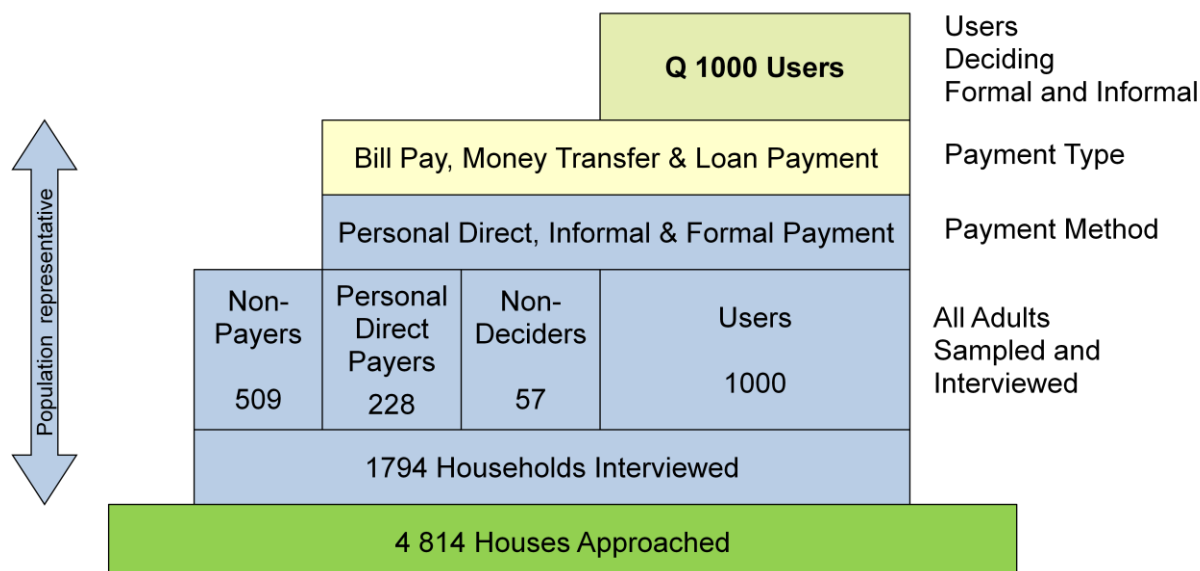 Q 1000 Users
Users
Deciding
Formal and Informal
Bill Pay, Money Transfer & Loan Payment
Payment Type
Personal Direct, Informal & Formal Payment
Payment Method
Population representative
Non-
Payers
509
Personal
Direct
Payers
228
Non-
Deciders
57
Users
1000
All Adults
Sampled and
Interviewed
1794 Households Interviewed
4 814 Houses Approached